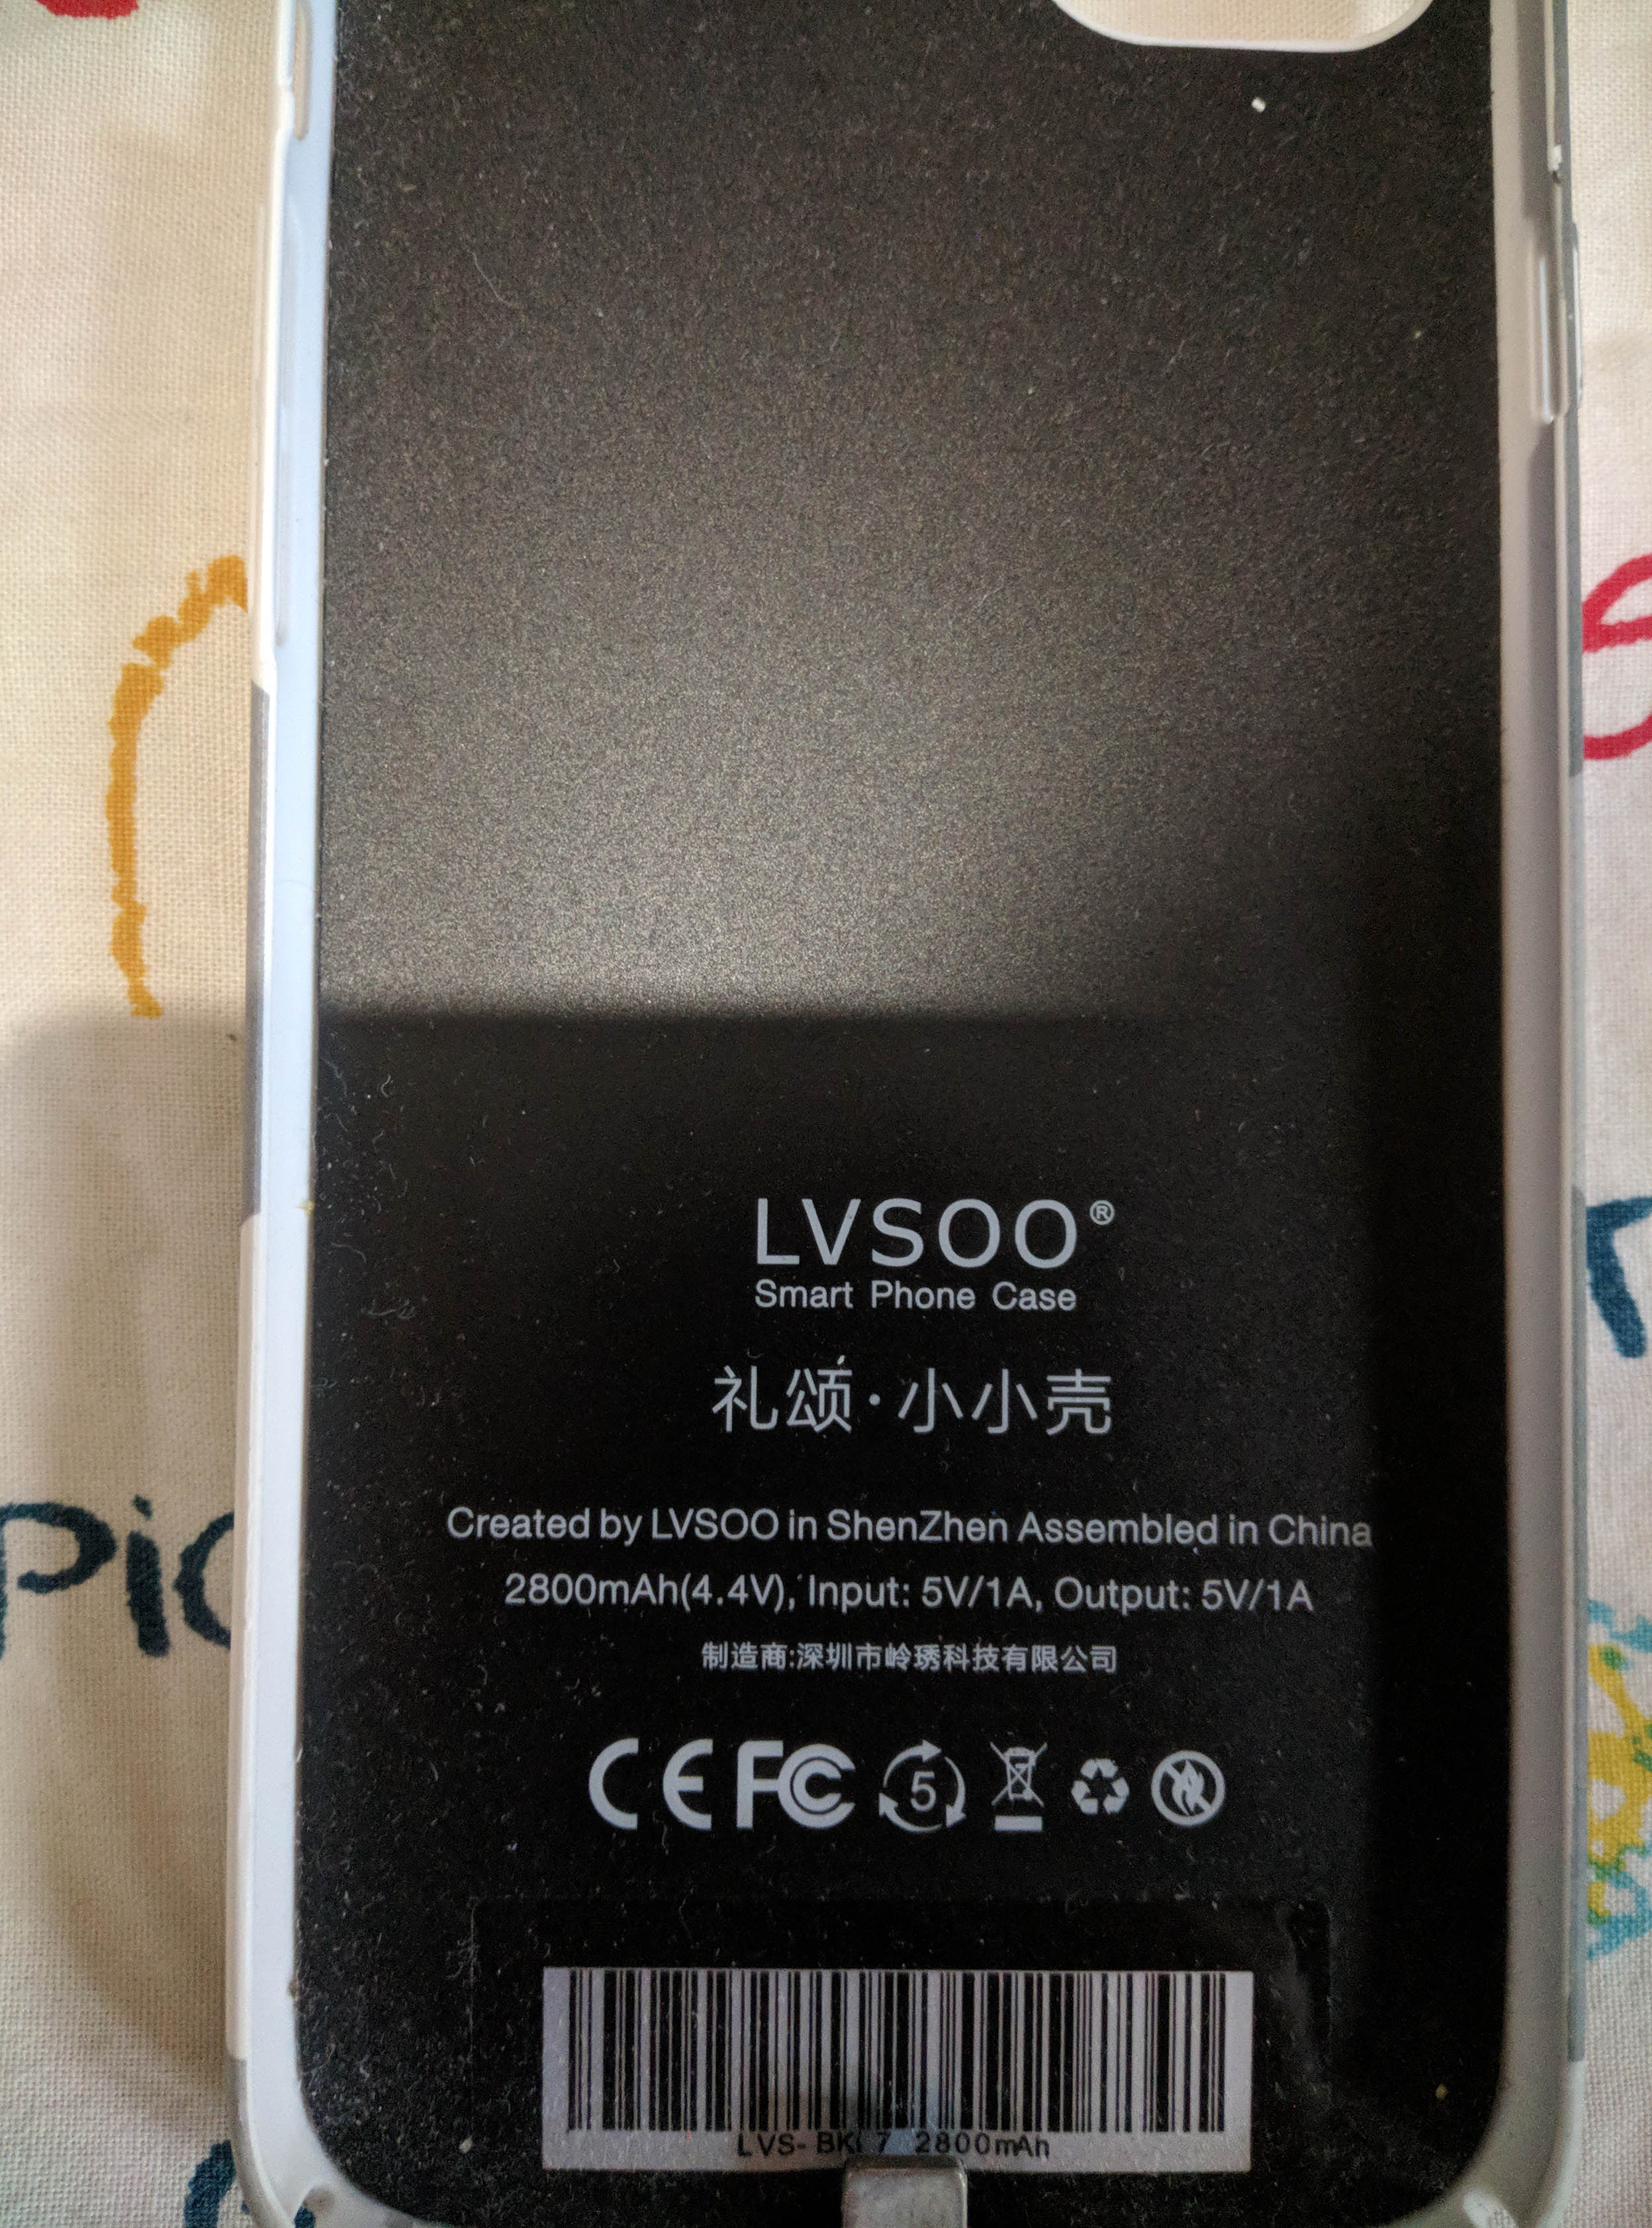 LVSOO®
Smart Phone Case
礼颂·小小壳
Created by LVSOO in ShenZhen Assembled in China
2800mAh(4.4V), Input: 5V/1A, Output: 5V/1A
制造商:深圳市岭琇科技有限公司
CE FC 5
LVS- BKi 7 2800mAh